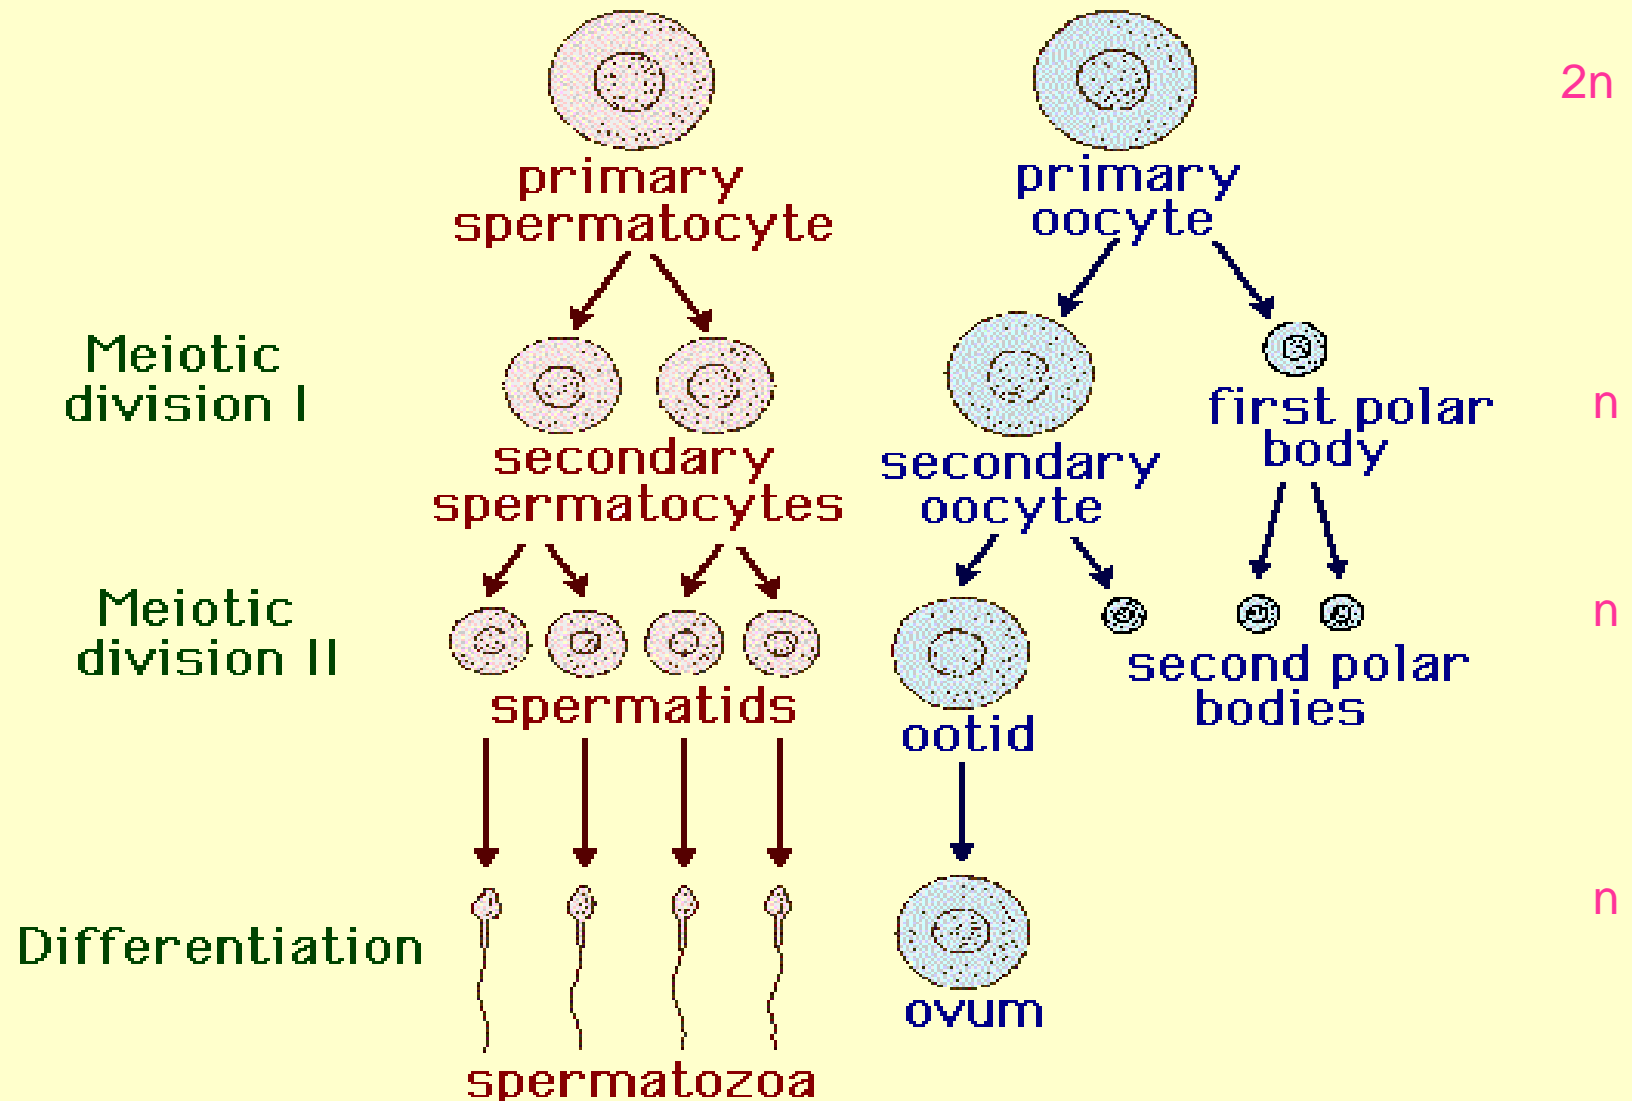 2n
primary
spermatocyte
primary
oocyte
Meiotic
division I
secondary
spermatocytes
secondary
oocyte
first polar
body
n
Meiotic
division II
spermatids
ootid
second polar
bodies
n
Differentiation
spermatozoa
ovum
n